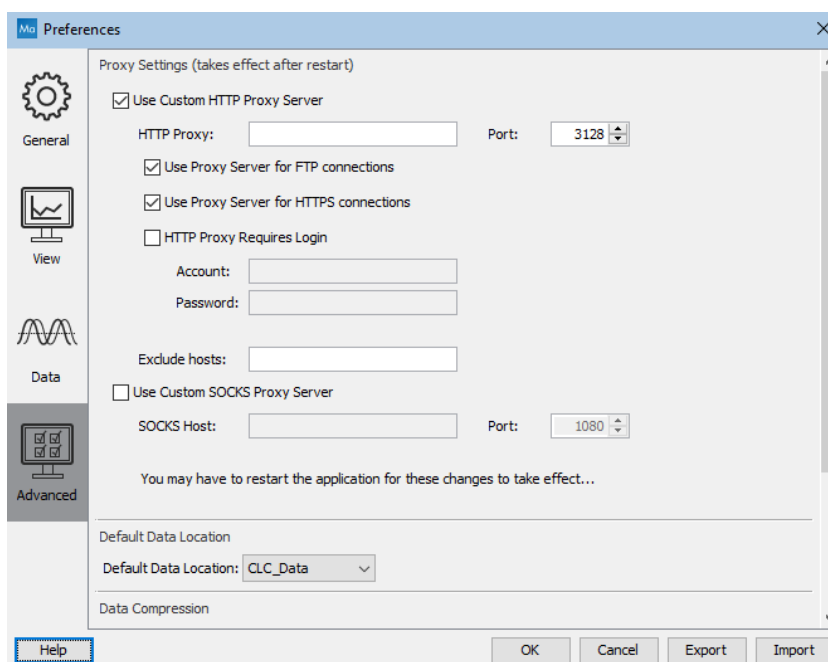 Ma Preferences
General
View
Data
Advanced
Proxy Settings (takes effect after restart)
Use Custom HTTP Proxy Server
HTTP Proxy: Port: 3128
Use Proxy Server for FTP connections
Use Proxy Server for HTTPS connections
HTTP Proxy Requires Login
Account:
Password:
Exclude hosts:
Use Custom SOCKS Proxy Server
SOCKS Host: Port: 1080
You may have to restart the application for these changes to take effect...
Default Data Location
Default Data Location: CLC_Data
Data Compression
Help OK Cancel Export Import